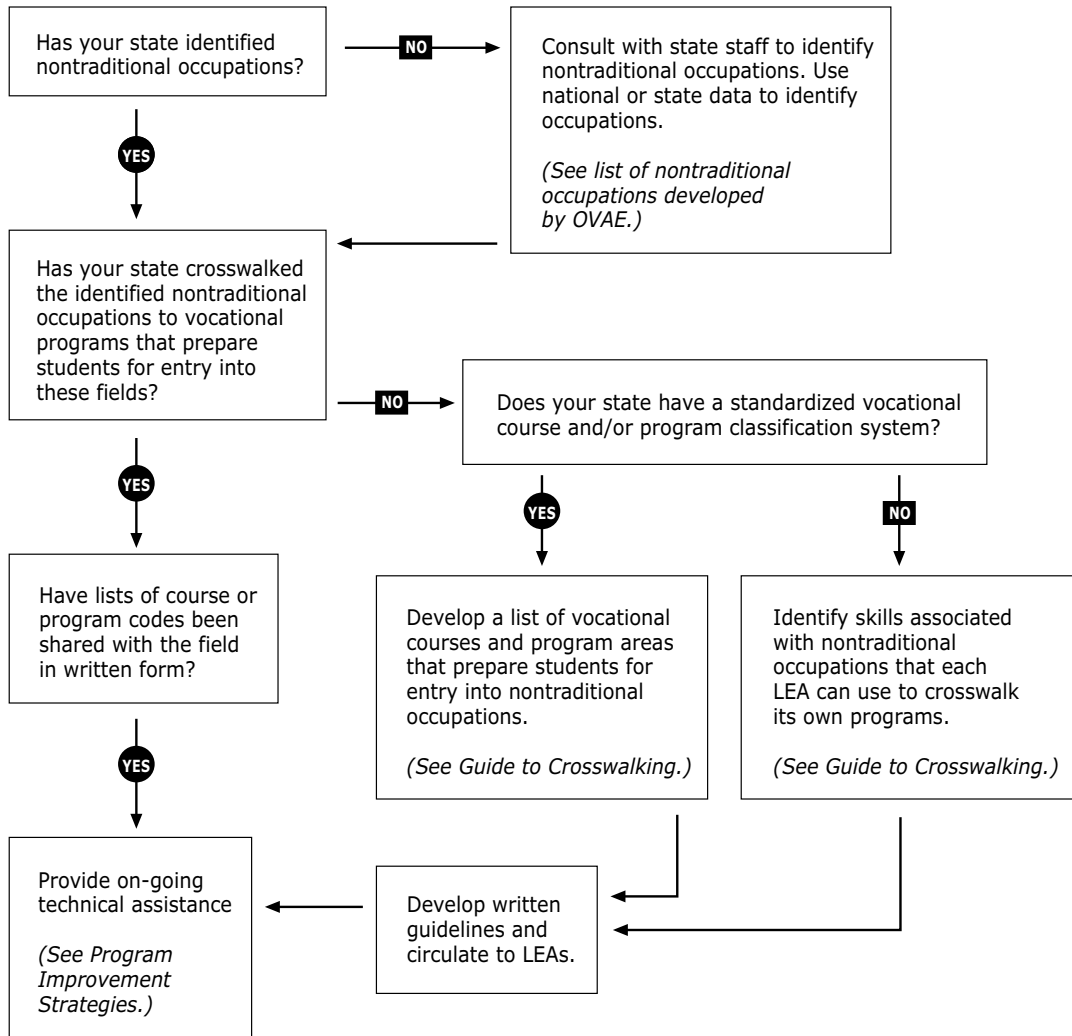 Has your state identified
nontraditional occupations?
NO
Consult with state staff to identify
nontraditional occupations. Use
national or state data to identify
occupations.
(See list of nontraditional
occupations developed
by OVAE.)
YES
Has your state crosswalked
the identified nontraditional
occupations to vocational
programs that prepare
students for entry into
these fields?
NO
Does your state have a standardized vocational
course and/or program classification system?
YES
YES
NO
Have lists of course or
program codes been
shared with the field
in written form?
Develop a list of vocational
courses and program areas
that prepare students for
entry into nontraditional
occupations.
(See Guide to Crosswalking.)
Identify skills associated
with nontraditional
occupations that each
LEA can use to crosswalk
its own programs.
(See Guide to Crosswalking.)
YES
Provide on-going
technical assistance
(See Program
Improvement
Strategies.)
Develop written
guidelines and
circulate to LEAs.